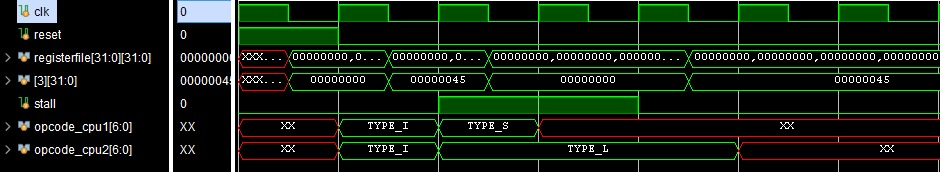 clk 0
reset 0
registerfile[31:0][31:0] 00000000 XXX... 00000000,0... 00000000,0... 00000000,00000000,000000... 00000000,00000000,00000000,00000000
[3][31:0] 00000045 XXX... 00000000 00000045 00000000 00000045
stall 0
opcode_cpu1[6:0] XX XX TYPE_I TYPE_S XX
opcode_cpu2[6:0] XX XX TYPE_I TYPE_L XX